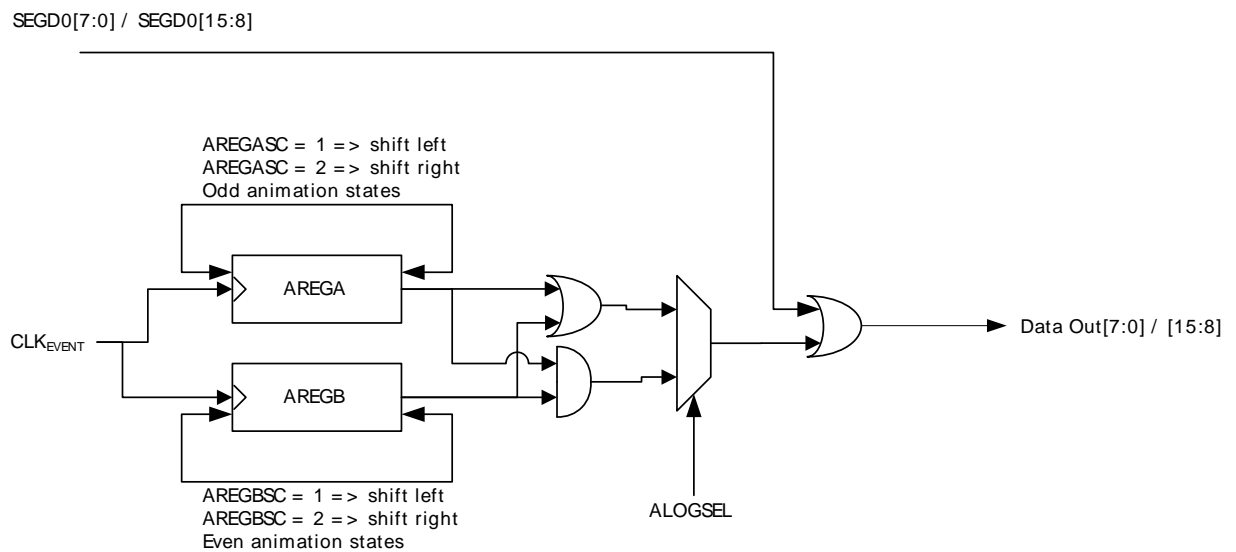 SEGD0[7:0] / SEGD0[15:8]
AREGASC = 1 => shift left
AREGASC = 2 => shift right
Odd animation states
AREGA
CLKEVENT
Data Out[7:0] / [15:8]
AREGB
AREGBSC = 1 => shift left
AREGBSC = 2 => shift right
Even animation states
ALOGSEL